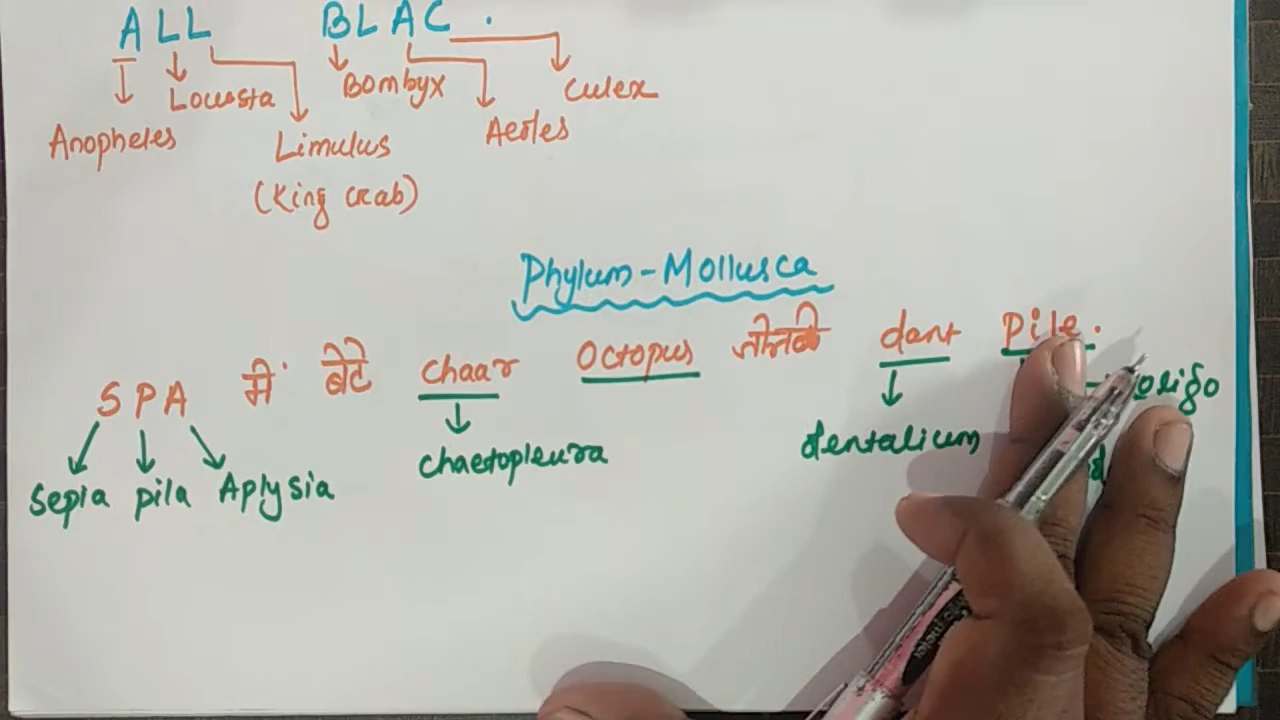 ALL BLAC.
Locusta Bombyx Culex
Anopheles Limulus Aedes
(King crab)
Phylum-Mollusca
SPA में बेटे chaar Octopus dant Pile.
Sepia pila Aplysia chaetopleura dentalium